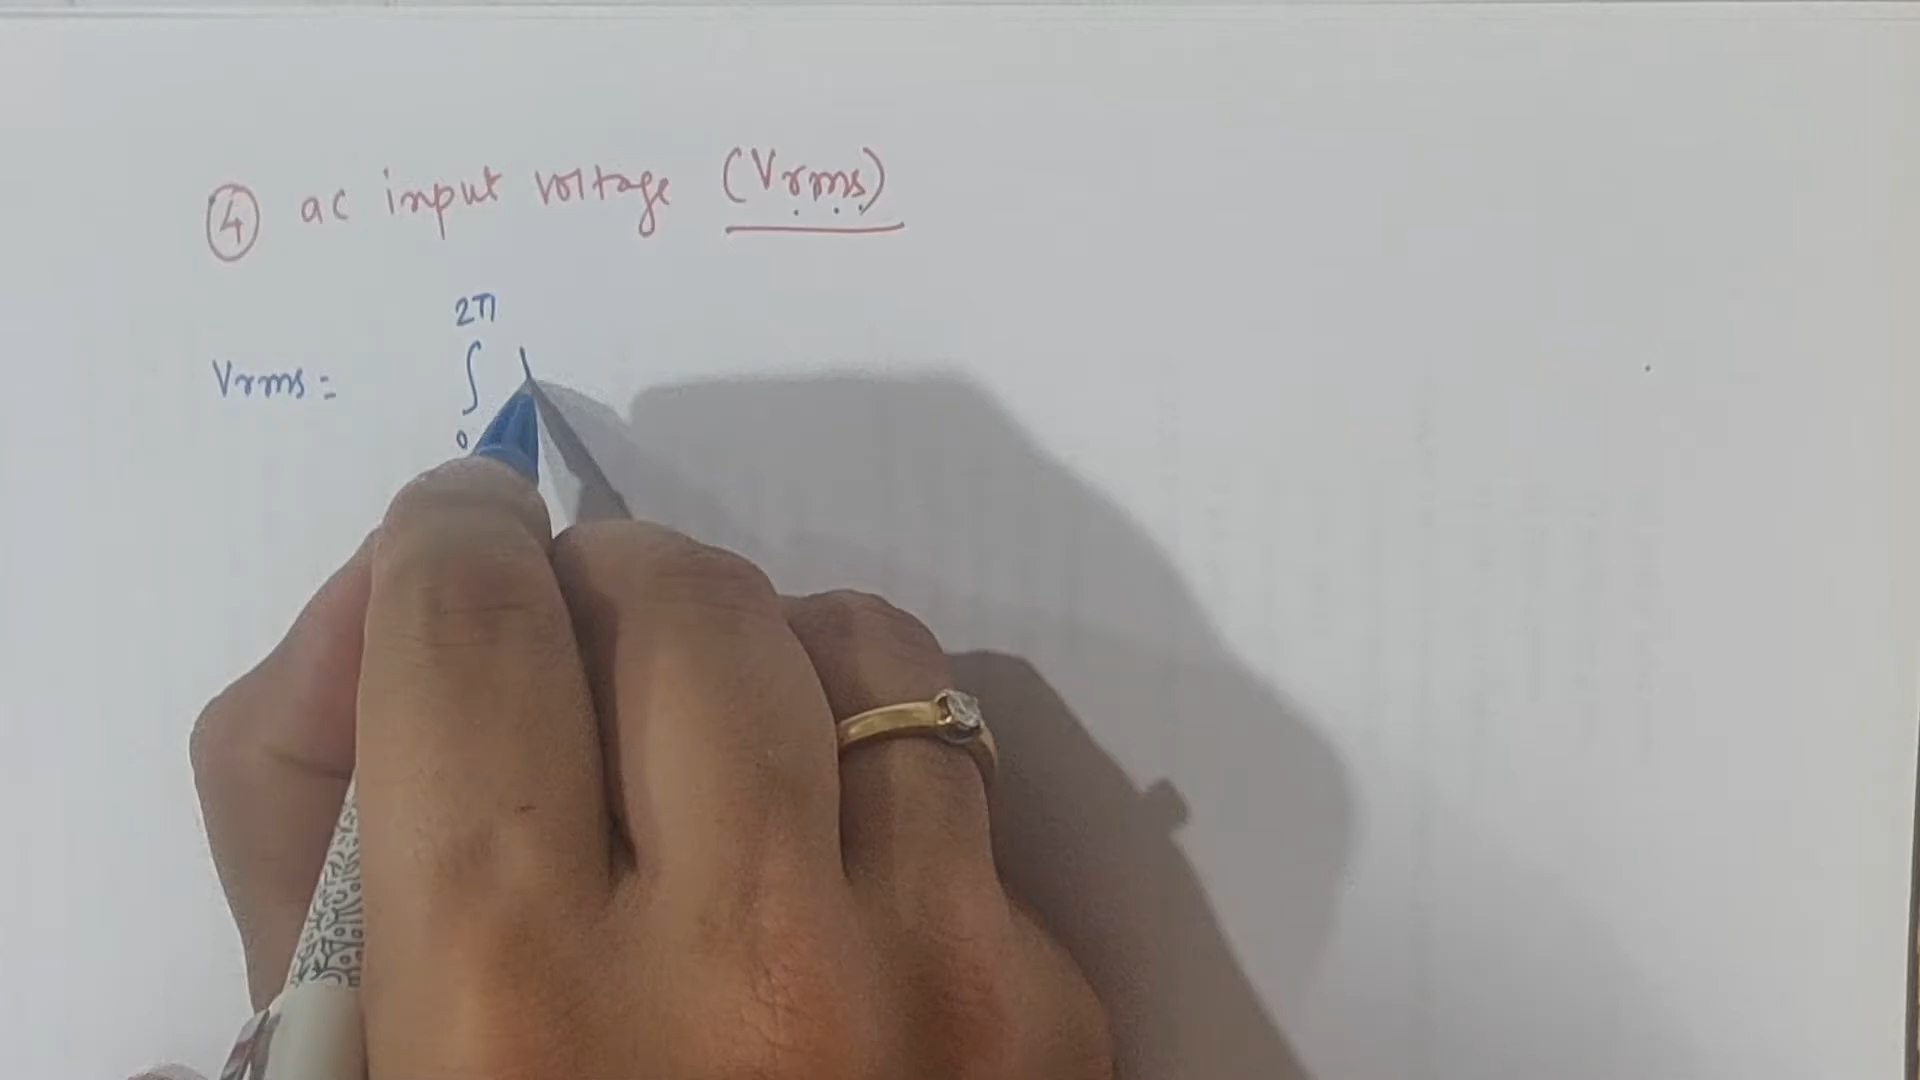 ④ ac input voltage (Vrms)
2π
Vrms = ∫
0